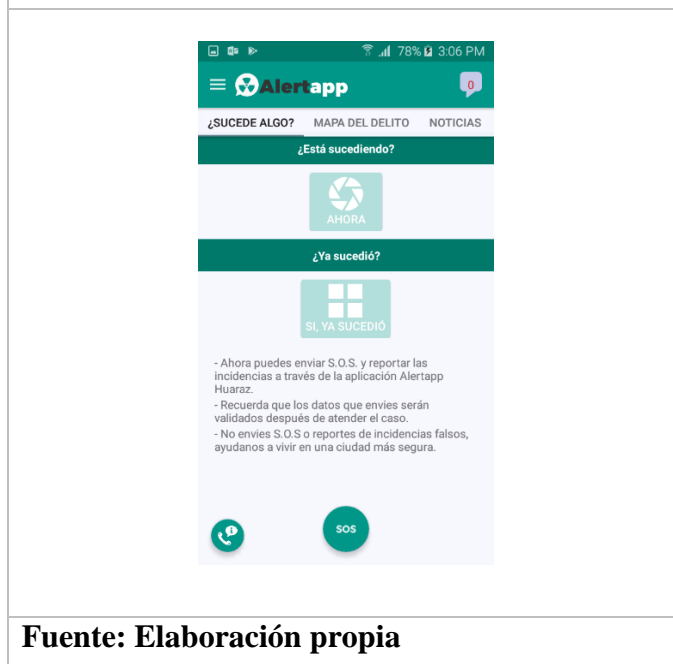 78% 3:06 PM
Alertapp
0
¿SUCEDE ALGO? MAPA DEL DELITO NOTICIAS
¿Está sucediendo?
AHORA
¿Ya sucedió?
SI, YA SUCEDIÓ
- Ahora puedes enviar S.O.S. y reportar las
incidencias a través de la aplicación Alertapp
Huaraz.
- Recuerda que los datos que envies serán
validados después de atender el caso.
- No envies S.O.S o reportes de incidencias falsos,
ayudanos a vivir en una ciudad más segura.
SOS
Fuente: Elaboración propia